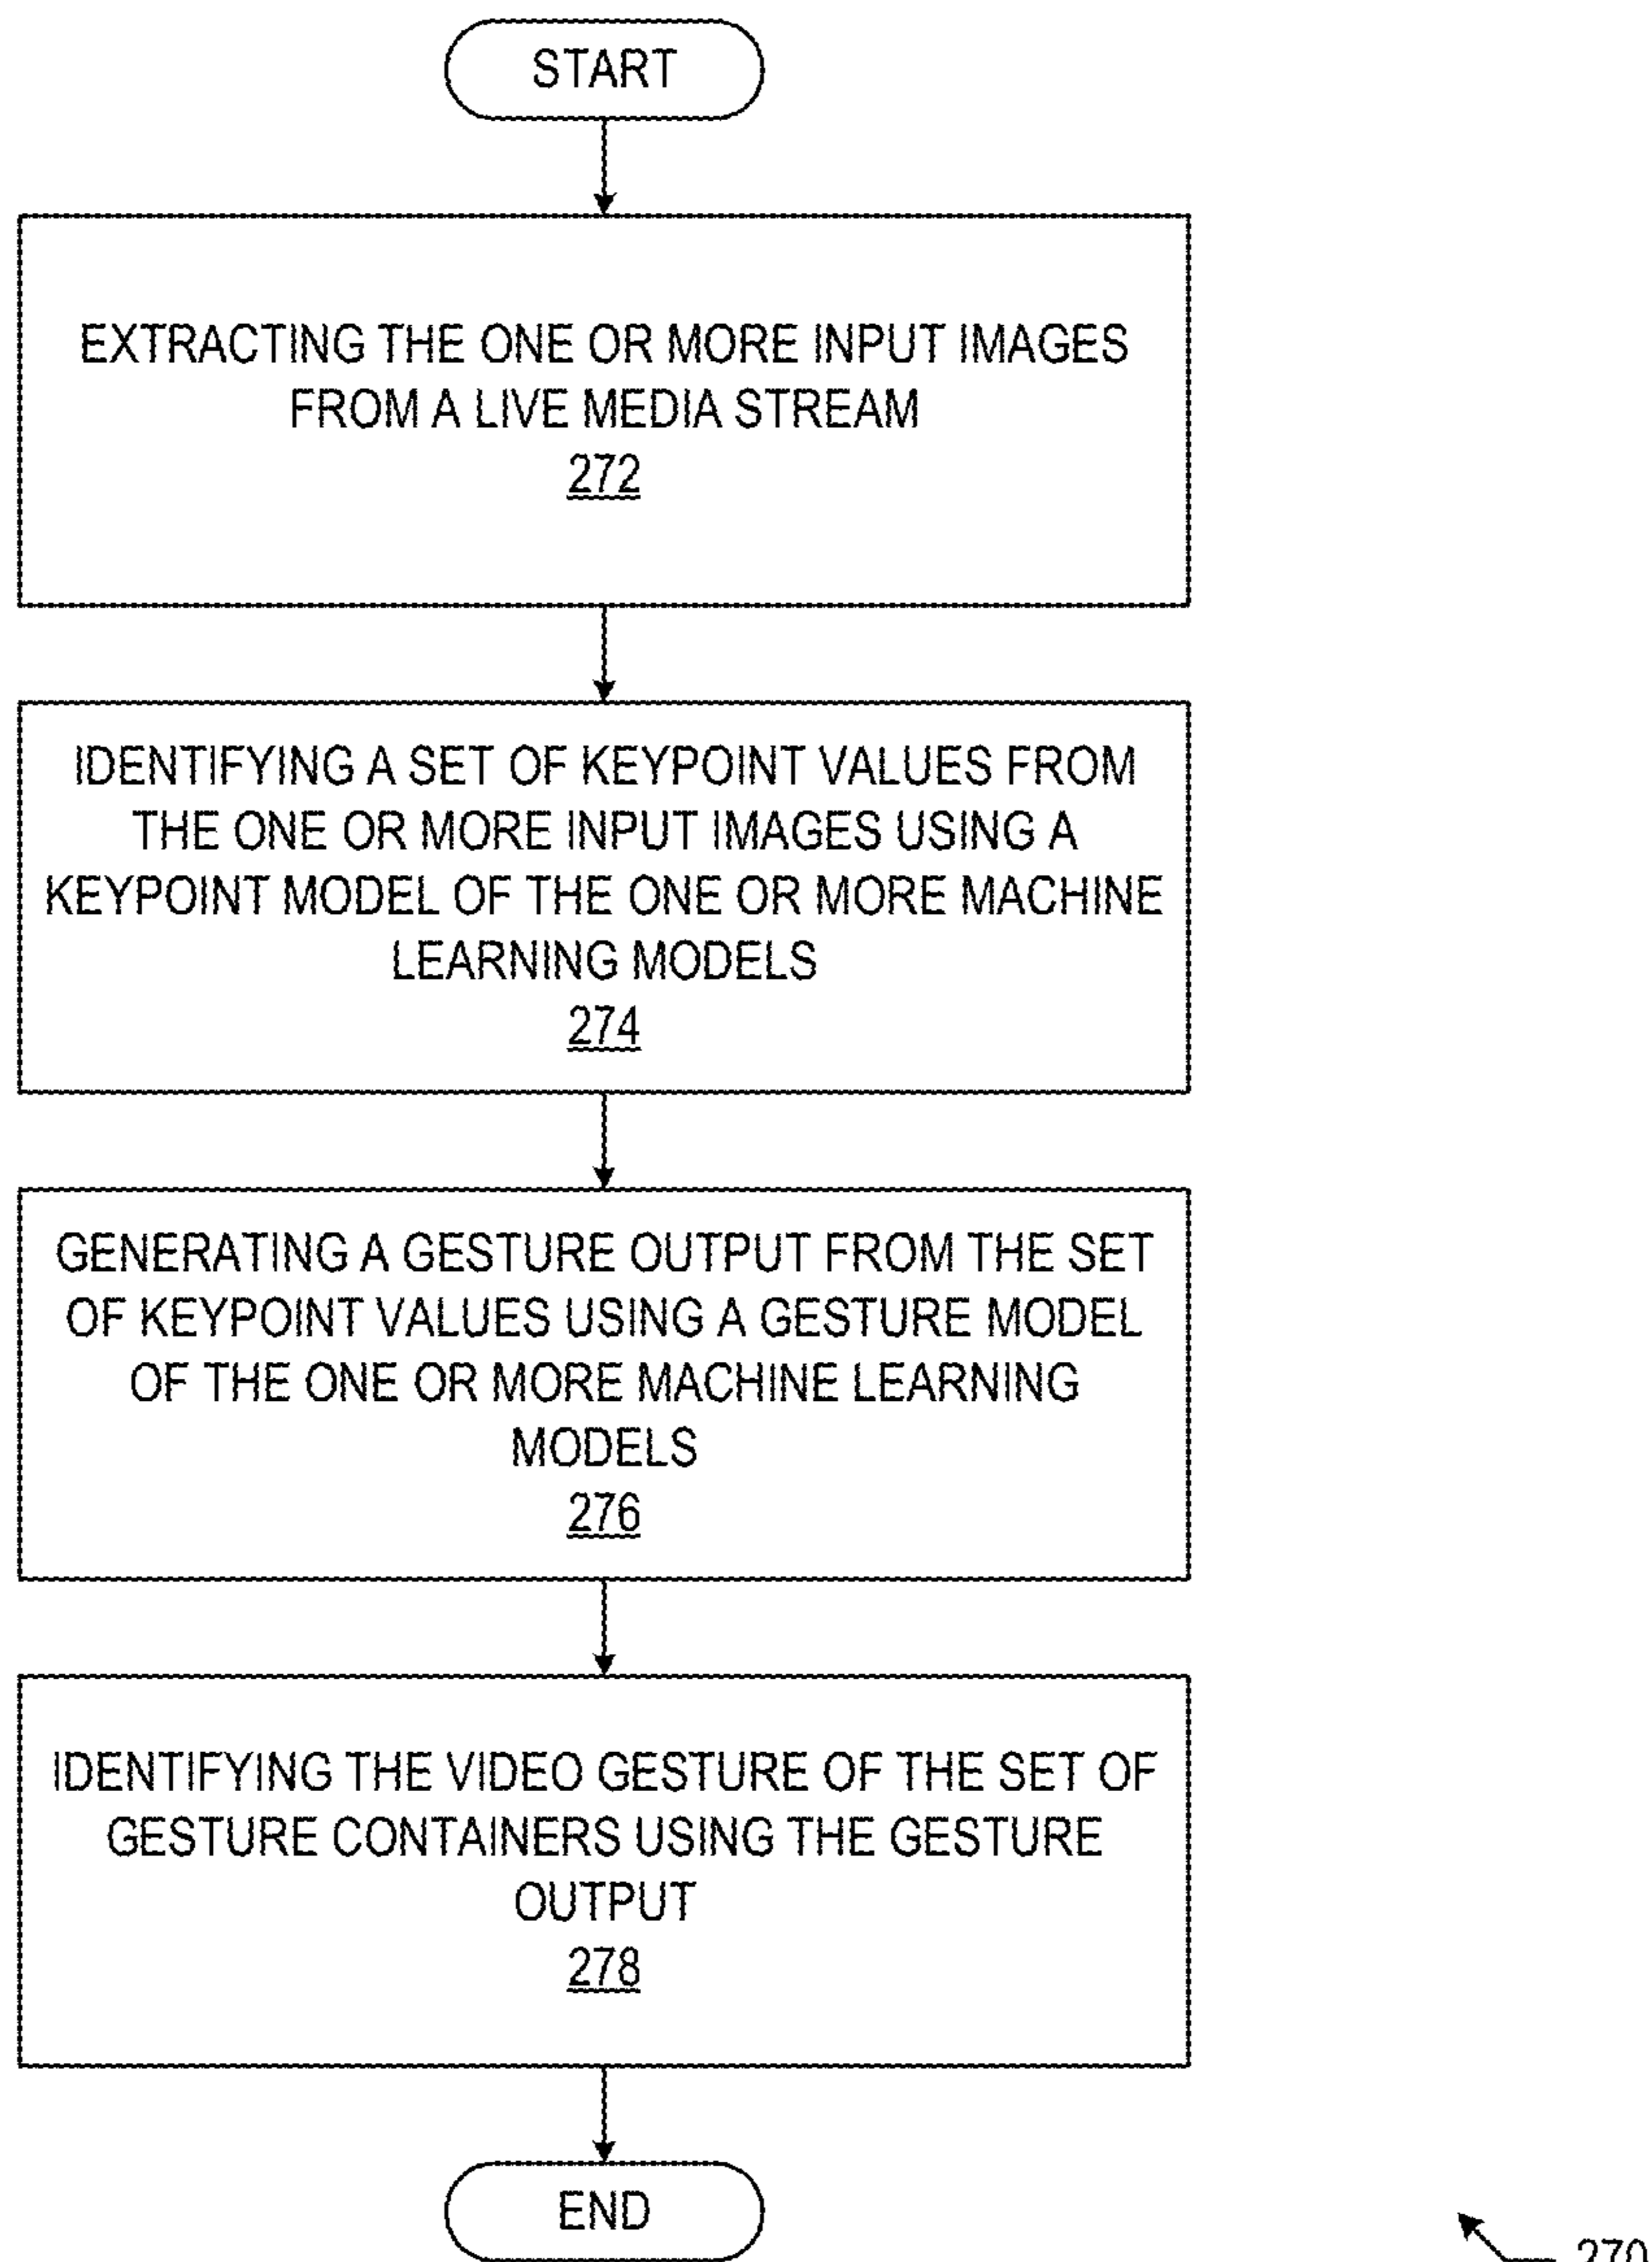 START
EXTRACTING THE ONE OR MORE INPUT IMAGES
FROM A LIVE MEDIA STREAM
272
IDENTIFYING A SET OF KEYPOINT VALUES FROM
THE ONE OR MORE INPUT IMAGES USING A
KEYPOINT MODEL OF THE ONE OR MORE MACHINE
LEARNING MODELS
274
GENERATING A GESTURE OUTPUT FROM THE SET
OF KEYPOINT VALUES USING A GESTURE MODEL
OF THE ONE OR MORE MACHINE LEARNING
MODELS
276
IDENTIFYING THE VIDEO GESTURE OF THE SET OF
GESTURE CONTAINERS USING THE GESTURE
OUTPUT
278
END
270